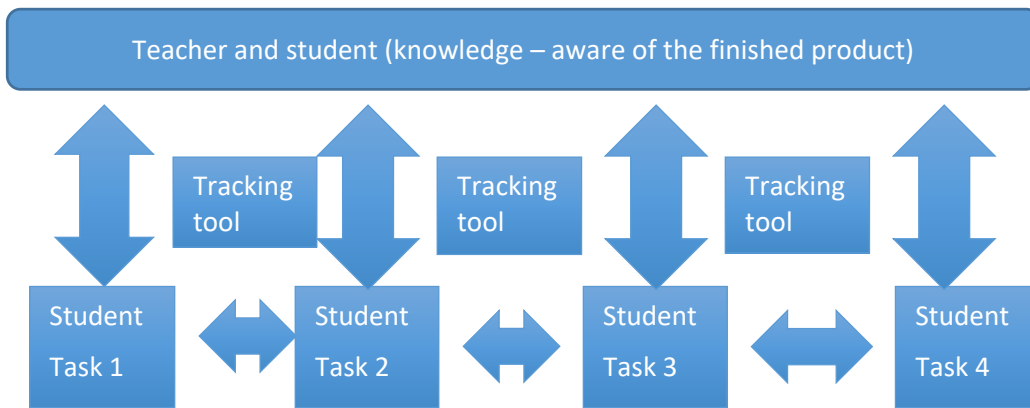 Teacher and student (knowledge – aware of the finished product)
Tracking
tool
Tracking
tool
Tracking
tool
Student
Task 1
Student
Task 2
Student
Task 3
Student
Task 4